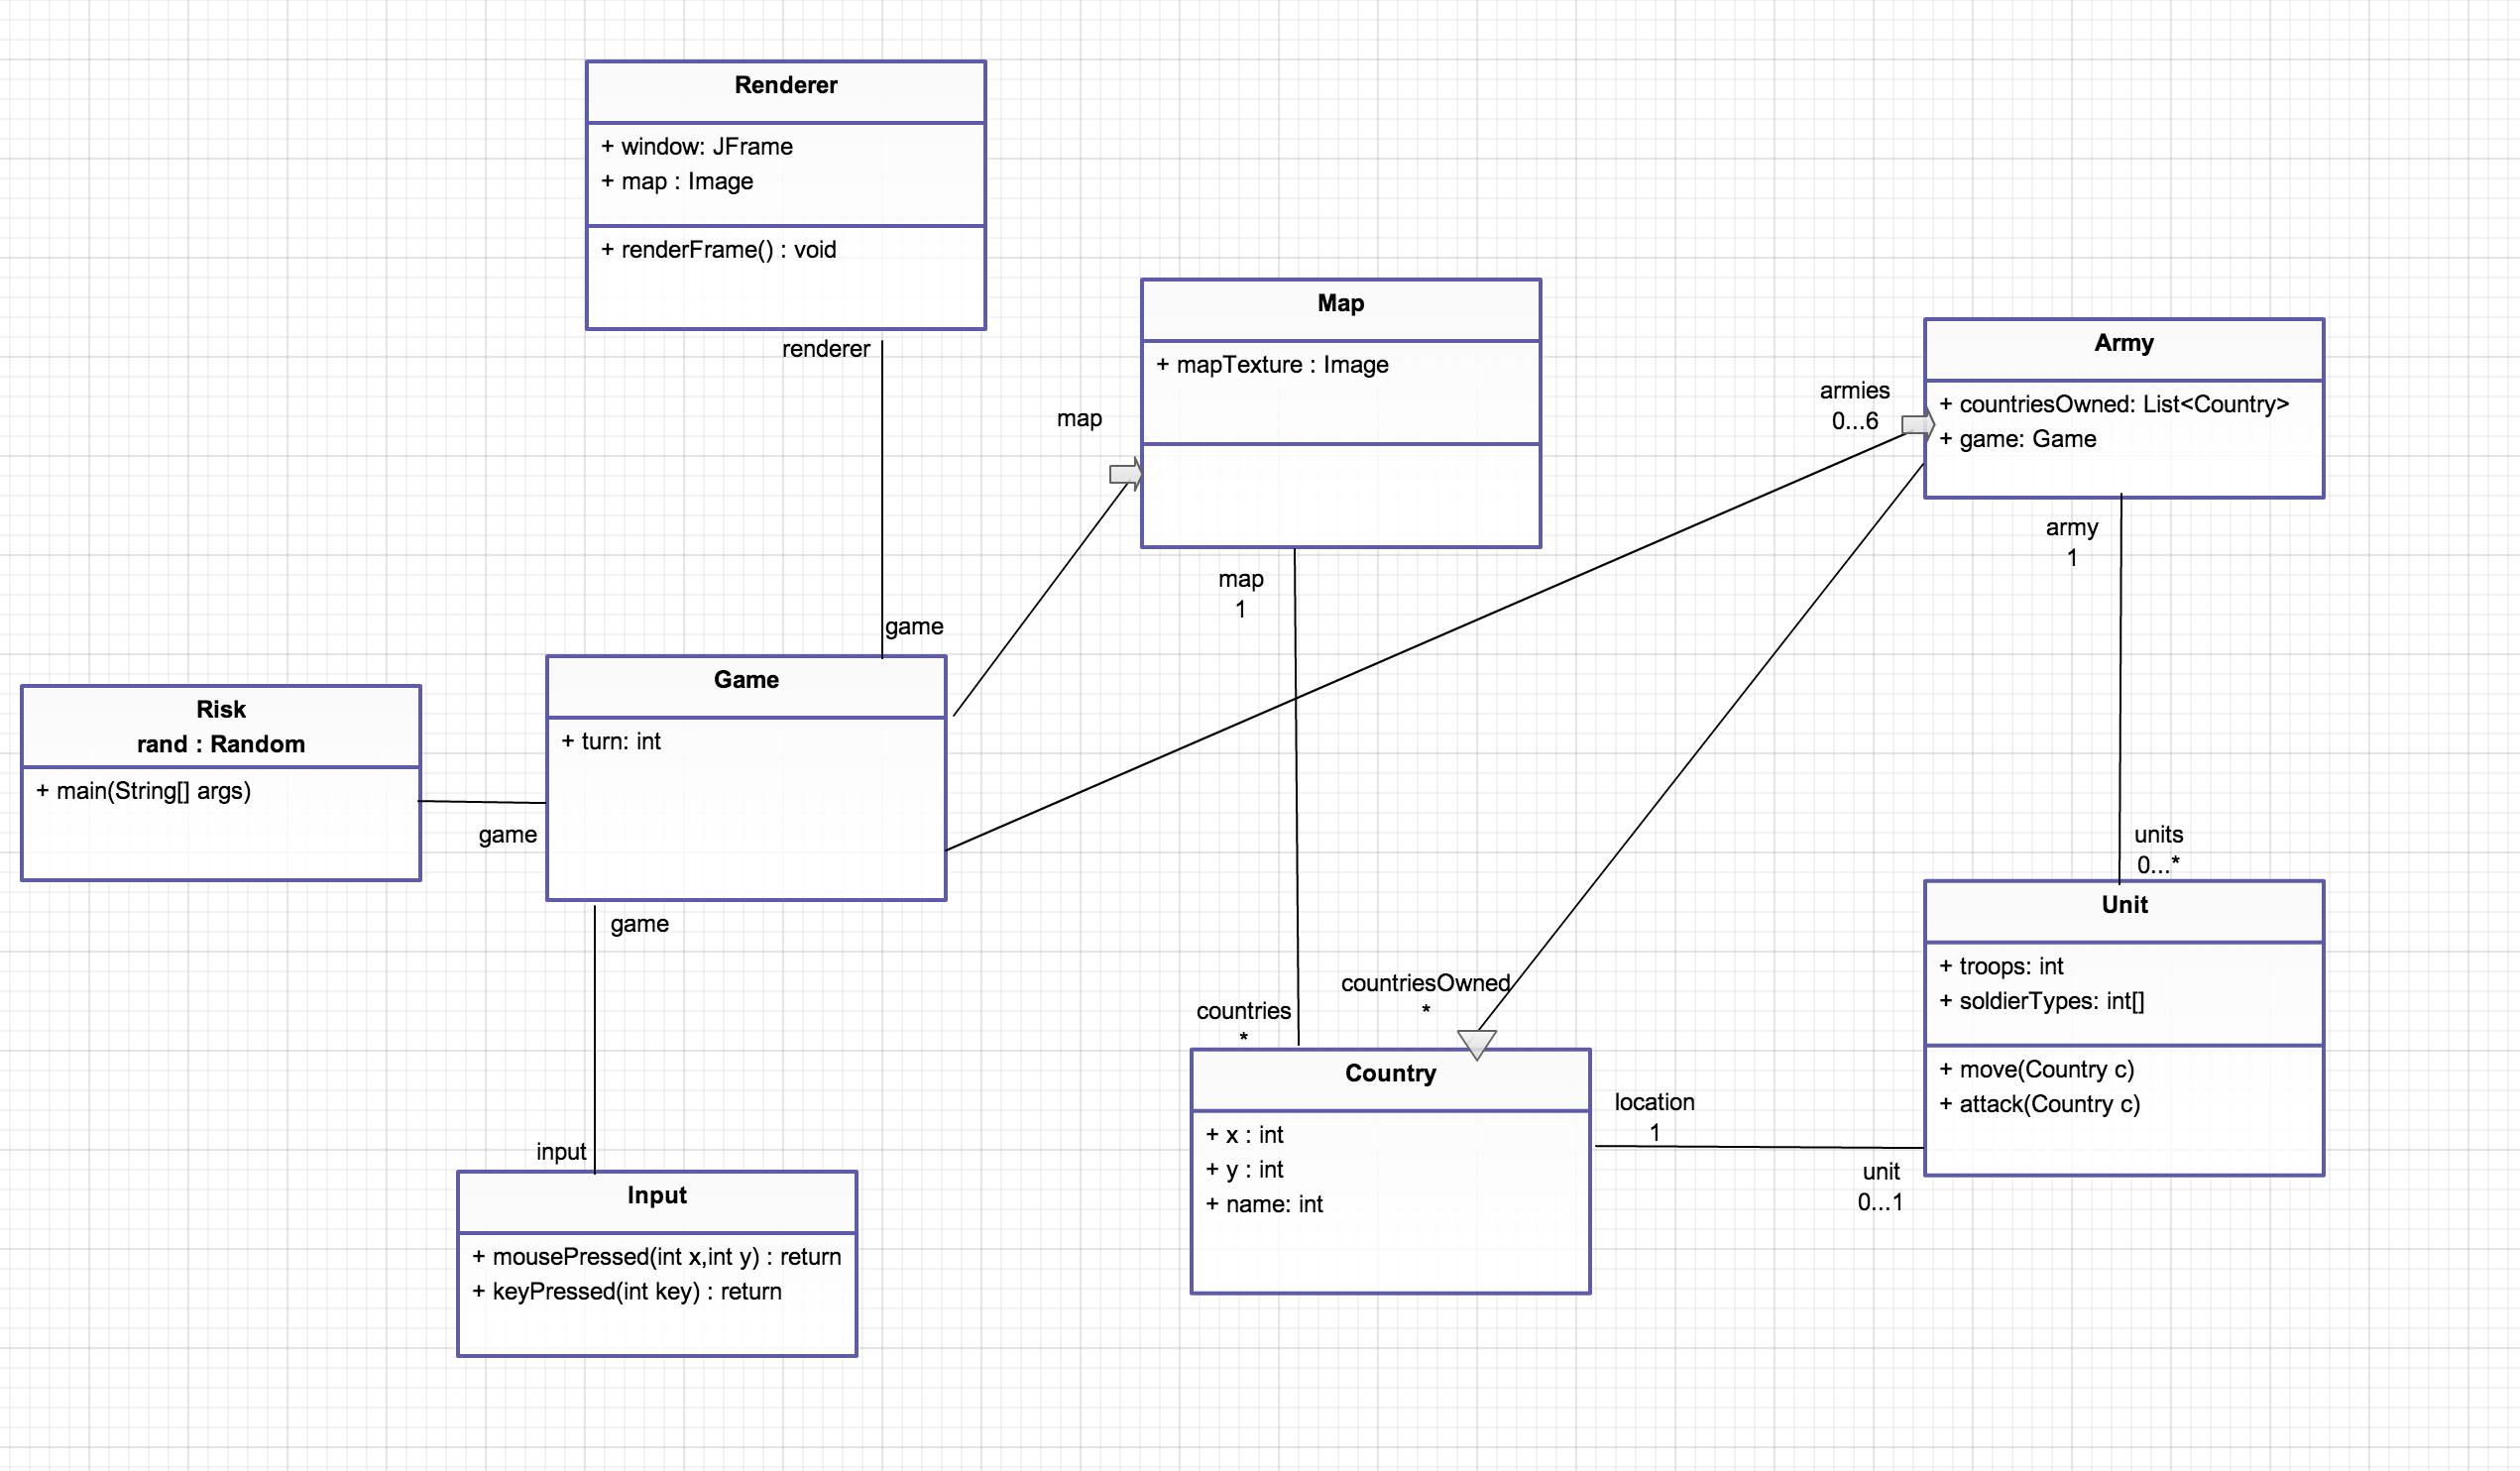 Renderer
+ window: JFrame
+ map : Image
+ renderFrame() : void
renderer
game
Map
+ mapTexture : Image
map
map
1
Army
+ countriesOwned: List<Country>
+ game: Game
armies
0...6
army
1
Risk
rand : Random
+ main(String[] args)
game
Game
+ turn: int
game
input
Input
+ mousePressed(int x,int y) : return
+ keyPressed(int key) : return
countries
*
countriesOwned
*
Country
+ x : int
+ y : int
+ name: int
location
1
unit
0...1
units
0...*
Unit
+ troops: int
+ soldierTypes: int[]
+ move(Country c)
+ attack(Country c)